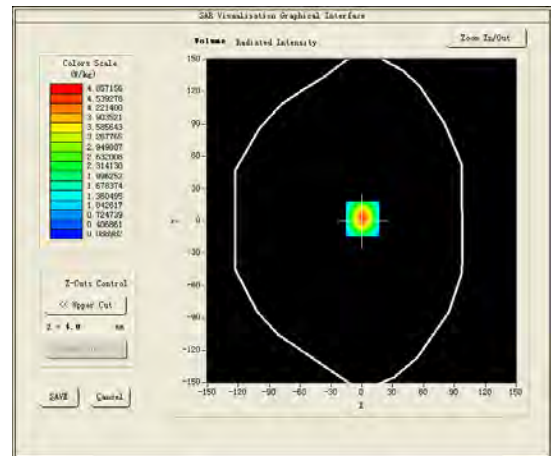 SAR Visualisation Graphical Interface
Volume Radiated Intensity
Zoom In/Out
Colors Scale
(W/kg)
4.857156
4.539278
4.221400
3.903521
3.585643
3.267765
2.949887
2.632008
2.314130
1.996252
1.678374
1.360495
1.042617
0.724739
0.406861
0.088982
150
120
90
60
30
0
-30
-60
-90
-120
-150
-150 -120 -90 -60 -30 0 30 60 90 120 150
X
Z-Cuts Control
<< Upper Cut
Z = 4.0 mm
SAVE
Cancel